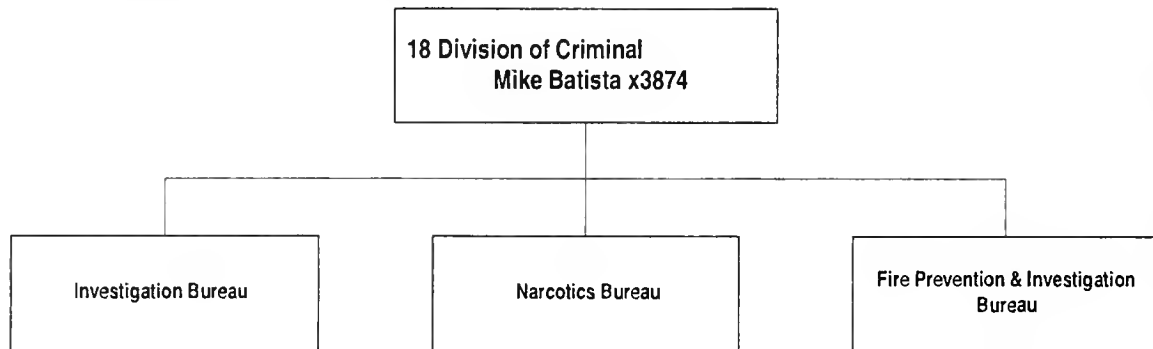 18 Division of Criminal
Mike Batista x3874
Investigation Bureau
Narcotics Bureau
Fire Prevention & Investigation
Bureau